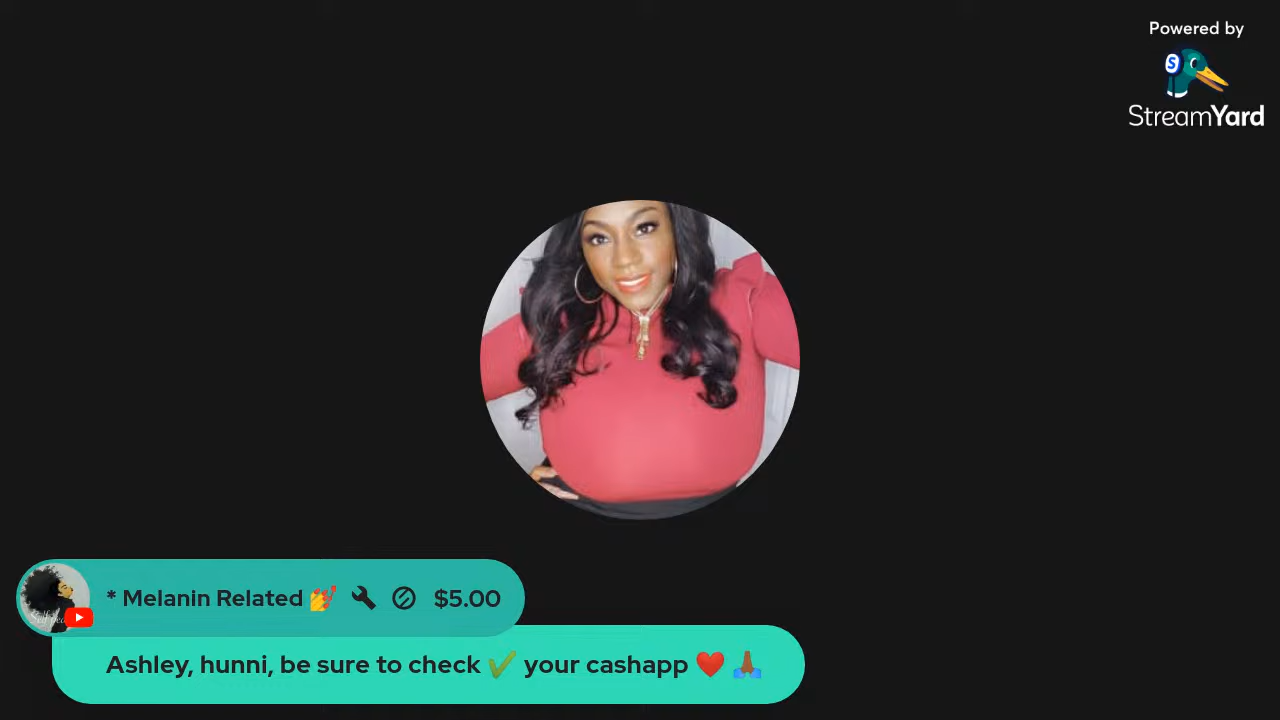 Powered by
S
StreamYard
* Melanin Related 💅 $5.00
Ashley, hunni, be sure to check ✔️ your cashapp ❤️ 🙏🏾